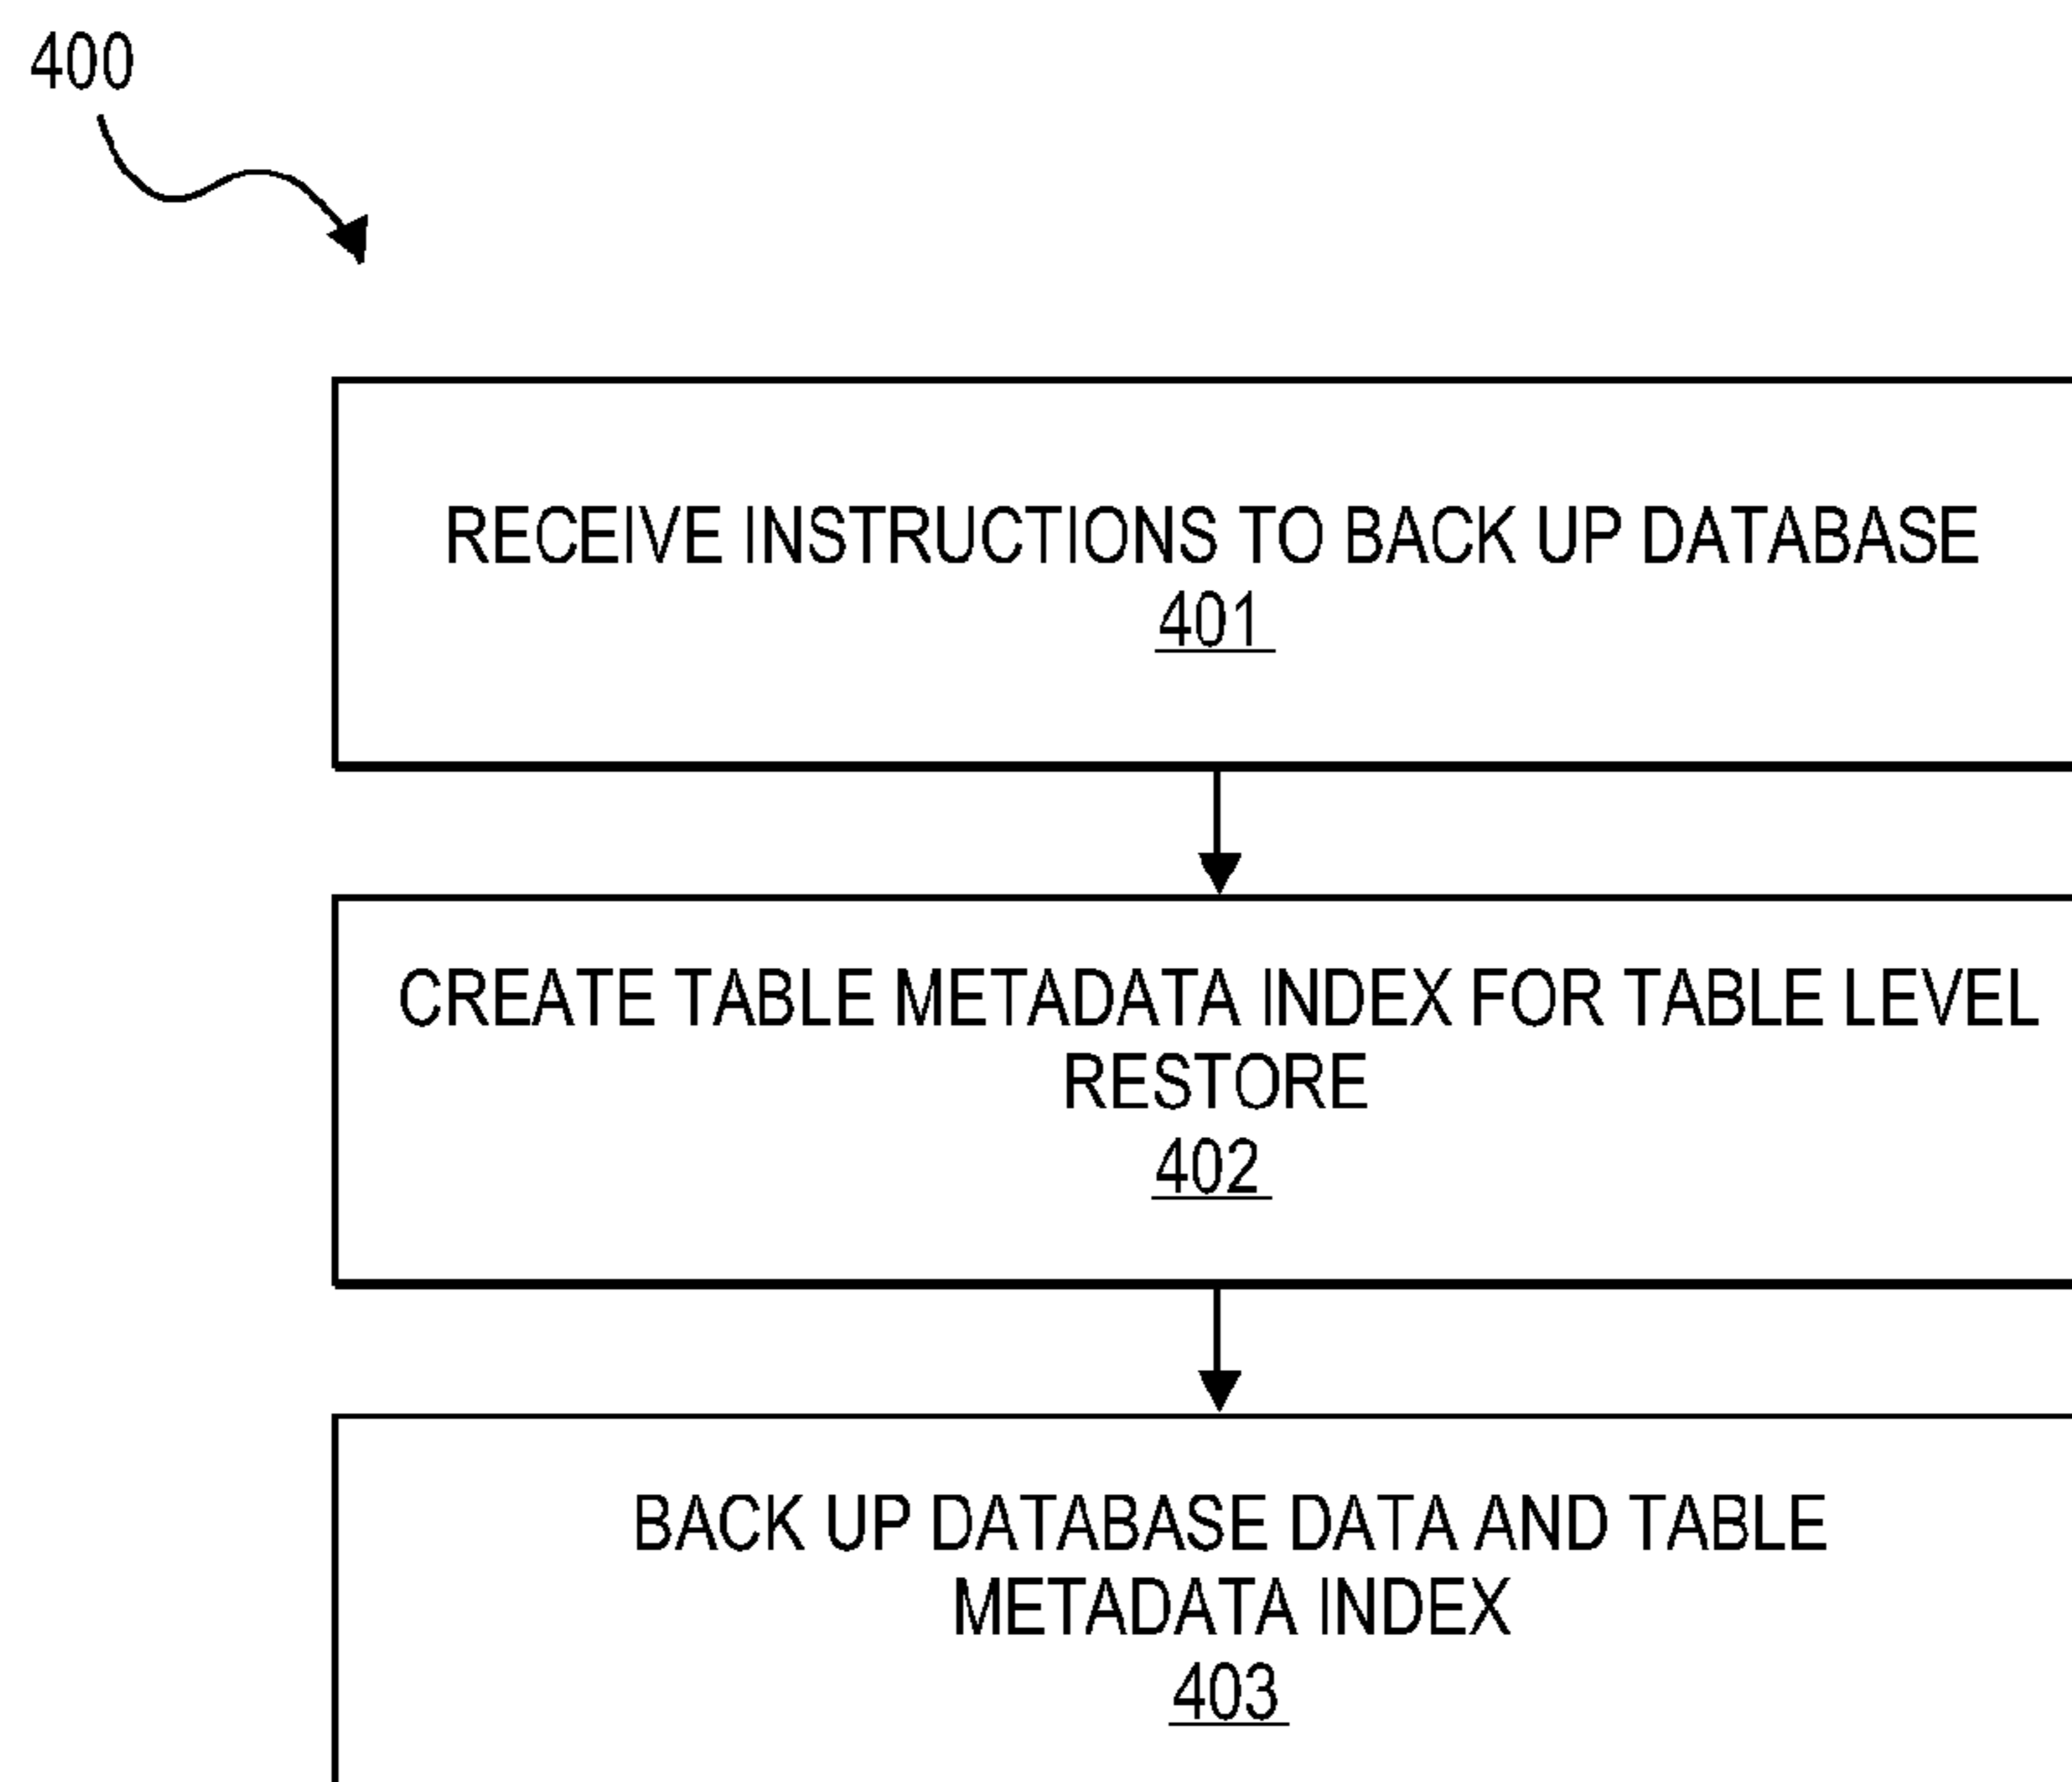 400
RECEIVE INSTRUCTIONS TO BACK UP DATABASE
401
CREATE TABLE METADATA INDEX FOR TABLE LEVEL
RESTORE
402
BACK UP DATABASE DATA AND TABLE
METADATA INDEX
403